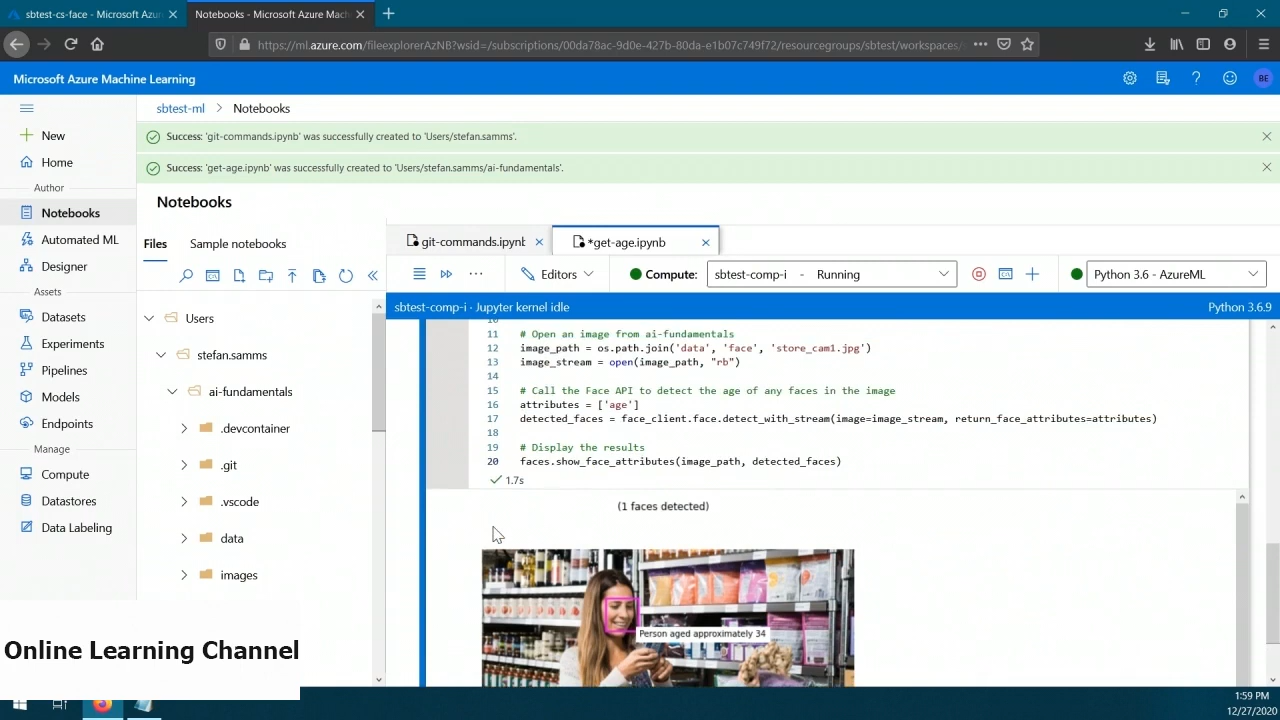 sbtest-cs-face - Microsoft Azur
Notebooks - Microsoft Azure Mach
https://ml.azure.com/fileexplorerAzNB?wsid=/subscriptions/00da78ac-9d0e-427b-80da-e1b07c749f72/resourcegroups/sbtest/workspaces/
Microsoft Azure Machine Learning
BE
New
Home
Author
Notebooks
Automated ML
Designer
Assets
Datasets
Experiments
Pipelines
Models
Endpoints
Manage
Compute
Datastores
Data Labeling
sbtest-ml > Notebooks
Success: 'git-commands.ipynb' was successfully created to 'Users/stefan.samms'.
Success: 'get-age.ipynb' was successfully created to 'Users/stefan.samms/ai-fundamentals'.
Notebooks
Files
Sample notebooks
Users
stefan.samms
ai-fundamentals
.devcontainer
.git
.vscode
data
images
git-commands.ipynb
*get-age.ipynb
Editors
Compute:
sbtest-comp-i - Running
Python 3.6 - AzureML
sbtest-comp-i · Jupyter kernel idle
Python 3.6.9
10
11 # Open an image from ai-fundamentals
12 image_path = os.path.join('data', 'face', 'store_cam1.jpg')
13 image_stream = open(image_path, "rb")
14
15 # Call the Face API to detect the age of any faces in the image
16 attributes = ['age']
17 detected_faces = face_client.face.detect_with_stream(image=image_stream, return_face_attributes=attributes)
18
19 # Display the results
20 faces.show_face_attributes(image_path, detected_faces)
1.7s
(1 faces detected)
Person aged approximately 34
Online Learning Channel
1:59 PM
12/27/2020